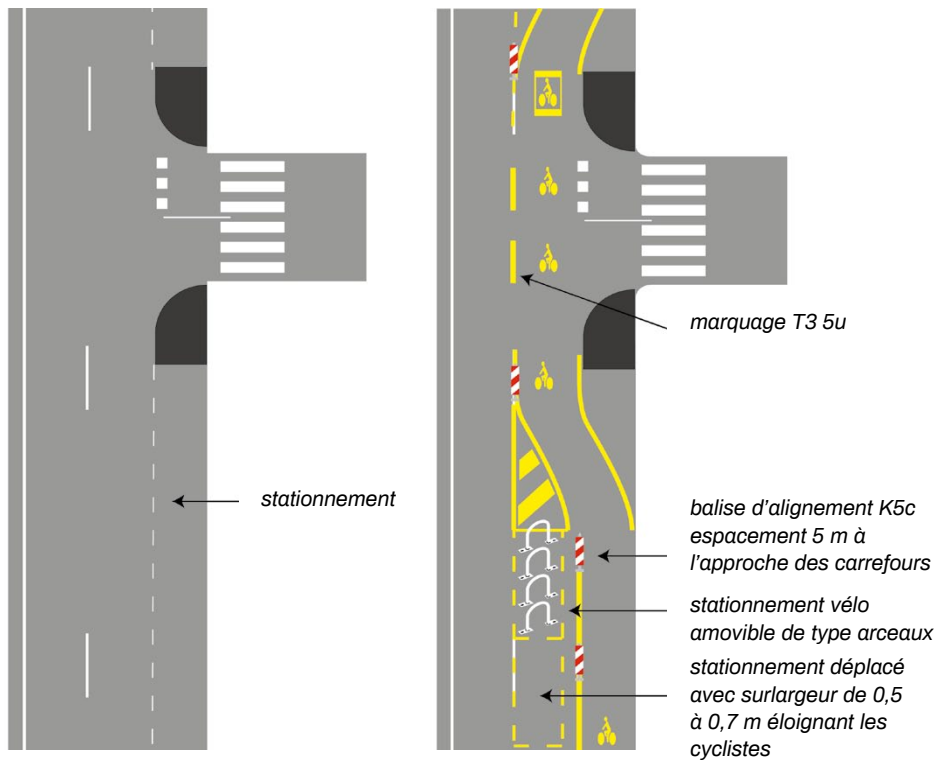 marquage T3 5u
stationnement
balise d'alignement K5c
espacement 5 m à
l'approche des carrefours
stationnement vélo
amovible de type arceaux
stationnement déplacé
avec surlargeur de 0,5
à 0,7 m éloignant les
cyclistes